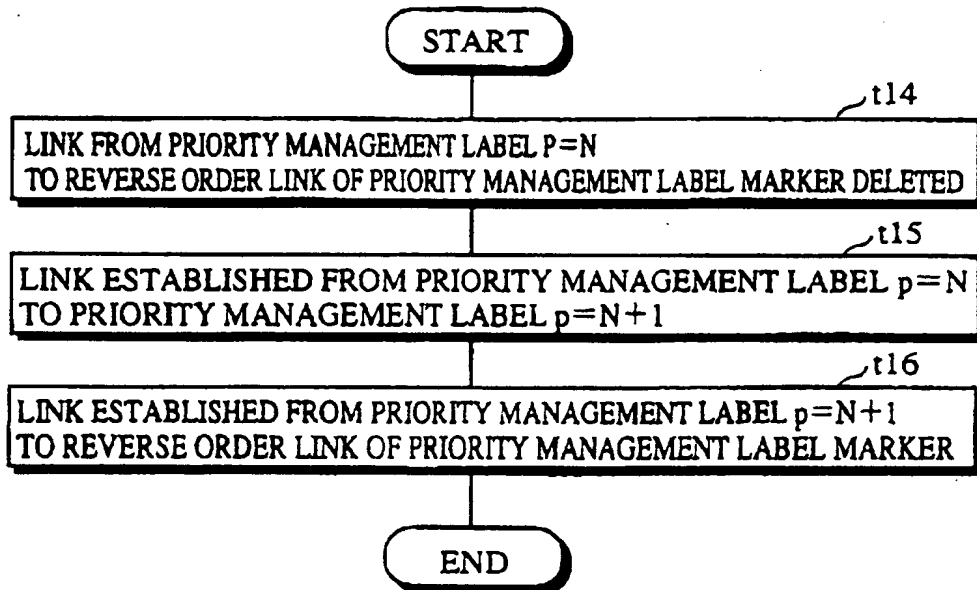 START
t14
LINK FROM PRIORITY MANAGEMENT LABEL P=N
TO REVERSE ORDER LINK OF PRIORITY MANAGEMENT LABEL MARKER DELETED
t15
LINK ESTABLISHED FROM PRIORITY MANAGEMENT LABEL p=N
TO PRIORITY MANAGEMENT LABEL p=N+1
t16
LINK ESTABLISHED FROM PRIORITY MANAGEMENT LABEL p=N+1
TO REVERSE ORDER LINK OF PRIORITY MANAGEMENT LABEL MARKER
END